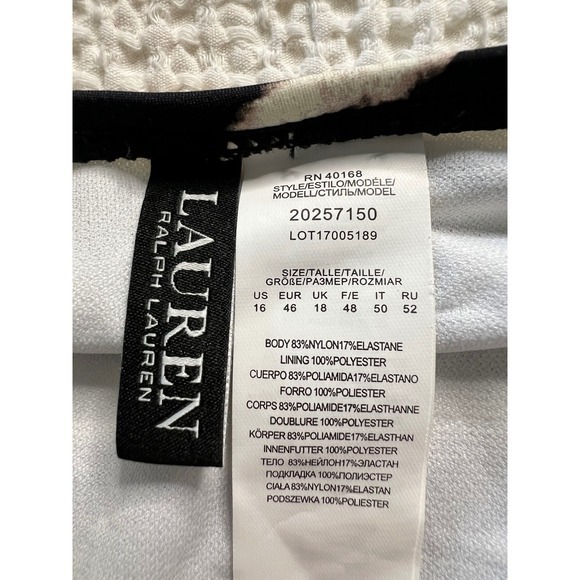 LAUREN
RALPH LAUREN
RN 40168
STYLE/ESTILO/MODÉLE/
MODELL/СТИЛЬ/MODEL
20257150
LOT17005189
SIZE/TALLE/TAILLE/
GRÖßE/РАЗМЕР/ROZMIAR
US EUR UK F/E IT RU
16 46 18 48 50 52
BODY 83%NYLON17%ELASTANE
LINING 100%POLYESTER
CUERPO 83%POLIAMIDA17%ELASTANO
FORRO 100%POLIESTER
CORPS 83%POLIAMIDE17%ELASTHANNE
DOUBLURE 100%POLYESTER
KÖRPER 83%POLIAMIDE17%ELASTHAN
INNENFUTTER 100%POLYESTER
ТЕЛО 83%НЕЙЛОН17%ЭЛАСТАН
ПОДКЛАДКА 100%ПОЛИЭСТЕР
CIAŁA 83%NYLON17%ELASTAN
PODSZEWKA 100%POLIESTER